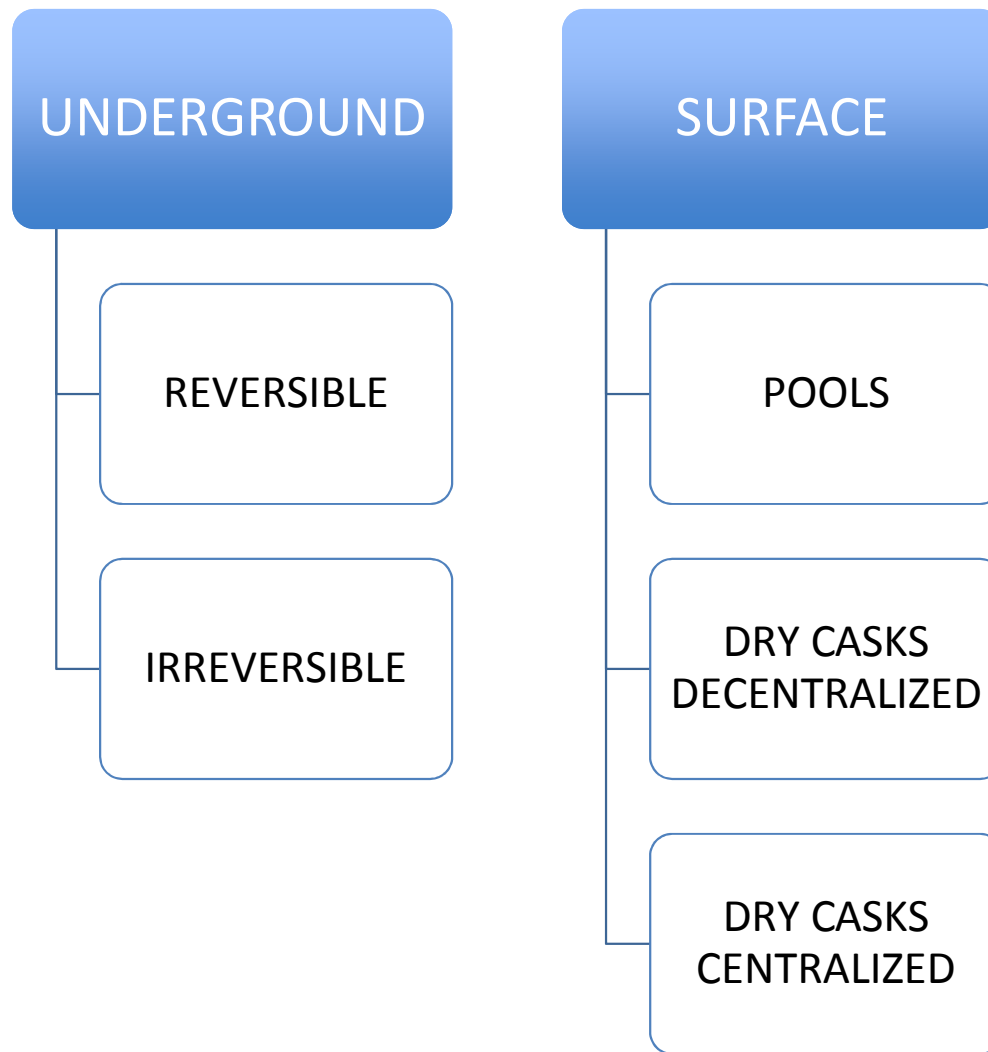 UNDERGROUND
REVERSIBLE
IRREVERSIBLE
SURFACE
POOLS
DRY CASKS
DECENTRALIZED
DRY CASKS
CENTRALIZED